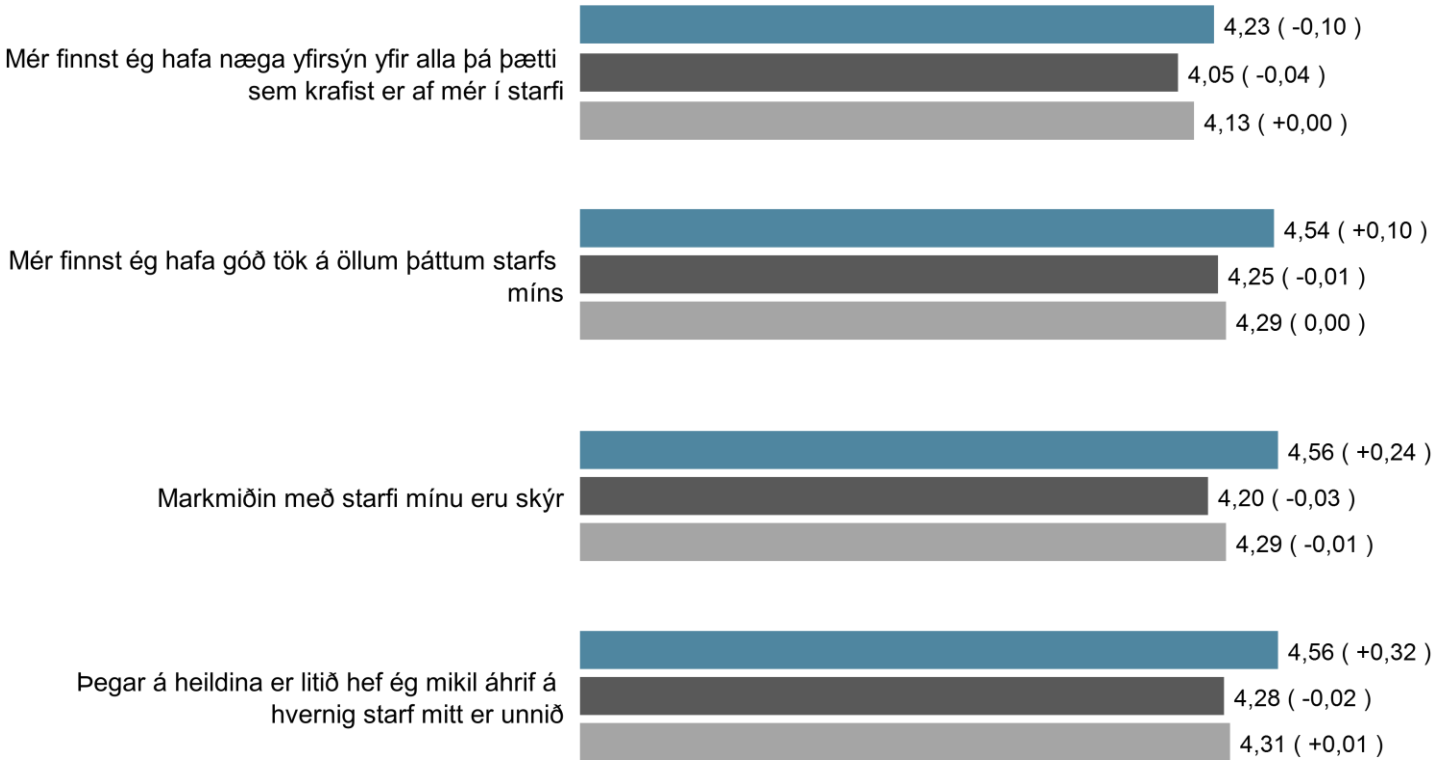 Mér finnst ég hafa næga yfirsýn yfir alla þá þætti
sem krafist er af mér í starfi
4,23 ( -0,10 )
4,05 ( -0,04 )
4,13 ( +0,00 )
Mér finnst ég hafa góð tök á öllum þáttum starfs
míns
4,54 ( +0,10 )
4,25 ( -0,01 )
4,29 ( 0,00 )
Markmiðin með starfi mínu eru skýr
4,56 ( +0,24 )
4,20 ( -0,03 )
4,29 ( -0,01 )
Þegar á heildina er litið hef ég mikil áhrif á
hvernig starf mitt er unnið
4,56 ( +0,32 )
4,28 ( -0,02 )
4,31 ( +0,01 )